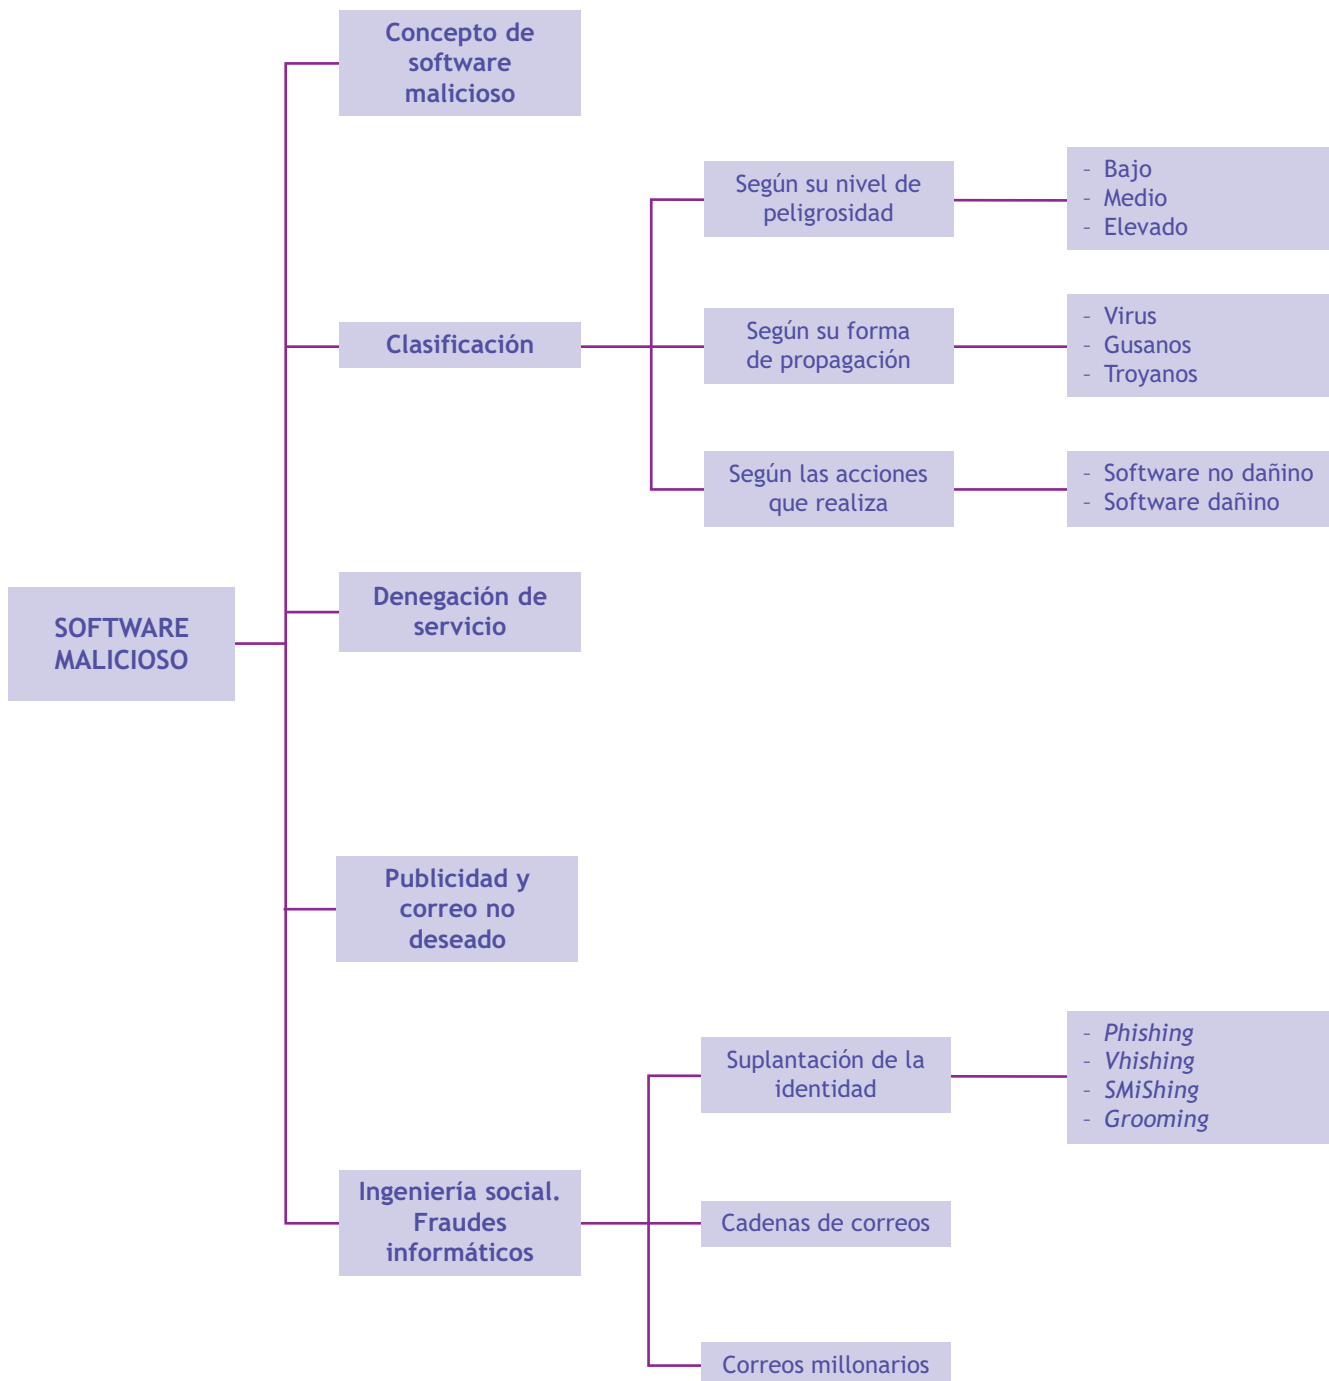 SOFTWARE
MALICIOSO
Concepto de
software
malicioso
Clasificación
Según su nivel de
peligrosidad
- Bajo
- Medio
- Elevado
Según su forma
de propagación
- Virus
- Gusanos
- Troyanos
Según las acciones
que realiza
- Software no dañino
- Software dañino
Denegación de
servicio
Publicidad y
correo no
deseado
Ingeniería social.
Fraudes
informáticos
Suplantación de la
identidad
- Phishing
- Vhishing
- SMiShing
- Grooming
Cadenas de correos
Correos millonarios